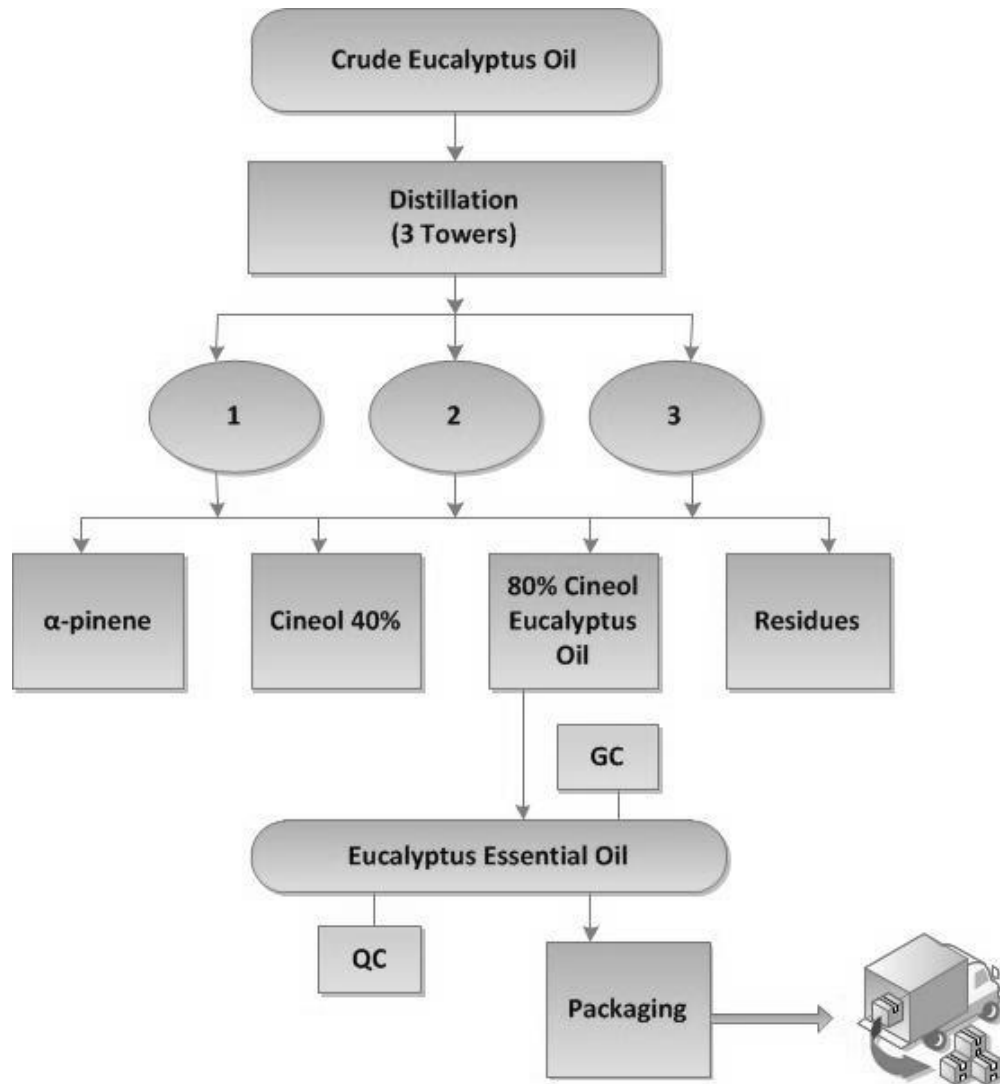 Crude Eucalyptus Oil
Distillation
(3 Towers)
1
2
3
α-pinene
Cineol 40%
80% Cineol
Eucalyptus
Oil
Residues
GC
Eucalyptus Essential Oil
QC
Packaging